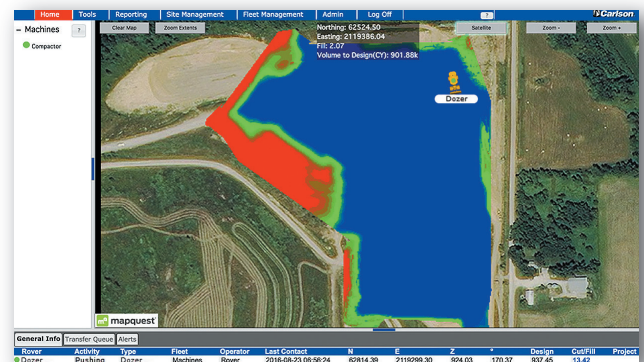 Home Tools Reporting Site Management Fleet Management Admin Log Off ? Carlson
− Machines ?
Compactor
Clear Map Zoom Extents Satellite Zoom - Zoom +
Northing: 62524.50
Easting: 2119386.04
Fill: 2.07
Volume to Design(CY): 901.88k
Dozer
mapquest
General Info Transfer Queue Alerts
Rover Activity Type Fleet Operator Last Contact N E Z * Design Cut/Fill Project
Dozer Pushing Dozer Machines Rover 2016-08-23 06:56:24 62814.39 2119299.30 924.03 170.37 937.45 13.42